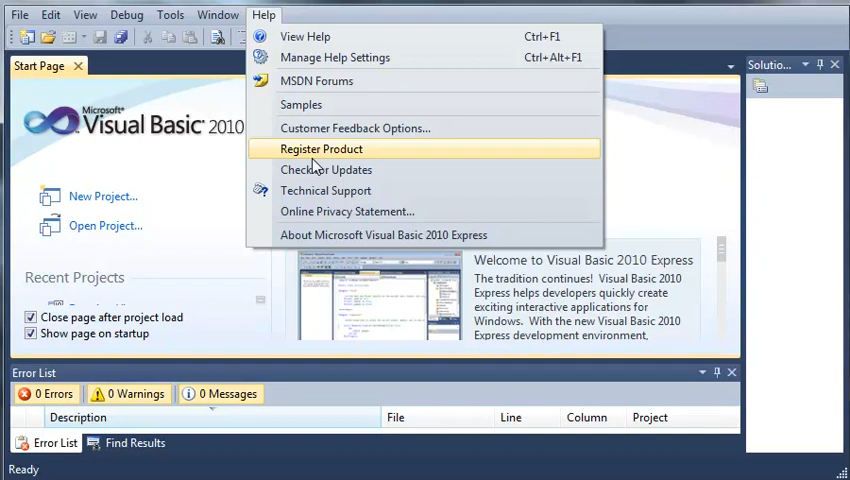 File Edit View Debug Tools Window Help
View Help Ctrl+F1
Manage Help Settings Ctrl+Alt+F1
MSDN Forums
Samples
Customer Feedback Options...
Register Product
Check for Updates
Technical Support
Online Privacy Statement...
About Microsoft Visual Basic 2010 Express
Start Page
Solutio...
Microsoft®
Visual Basic 2010
New Project...
Open Project...
Recent Projects
Close page after project load
Show page on startup
Welcome to Visual Basic 2010 Express
The tradition continues! Visual Basic 2010
Express helps developers quickly create
exciting interactive applications for
Windows. With the new Visual Basic 2010
Express development environment,
Error List
0 Errors 0 Warnings 0 Messages
Description File Line Column Project
Error List Find Results
Ready